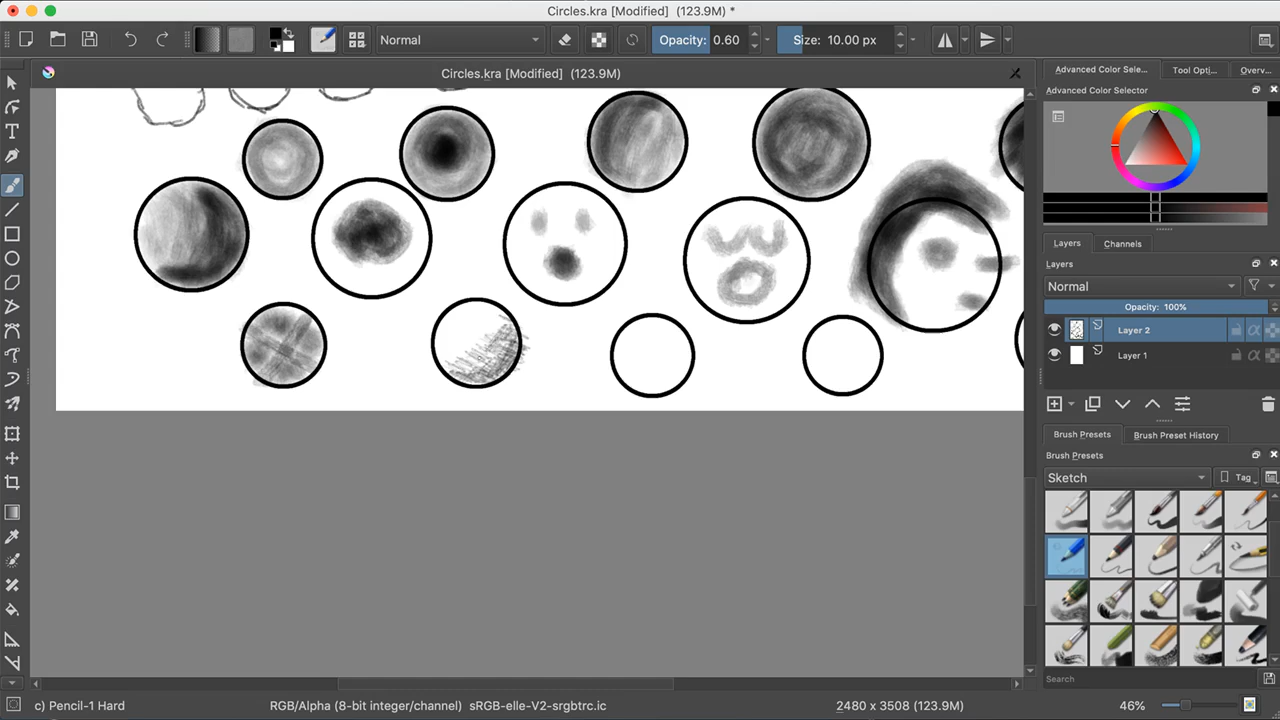 Circles.kra [Modified] (123.9M) *
Normal
Opacity: 0.60
Size: 10.00 px
Circles.kra [Modified] (123.9M)
Advanced Color Sele...
Tool Opti...
Overv...
Advanced Color Selector
Layers
Channels
Layers
Normal
Opacity: 100%
Layer 2
Layer 1
Brush Presets
Brush Preset History
Brush Presets
Sketch
Tag
Search
c) Pencil-1 Hard
RGB/Alpha (8-bit integer/channel) sRGB-elle-V2-srgbtrc.ic
2480 x 3508 (123.9M)
46%